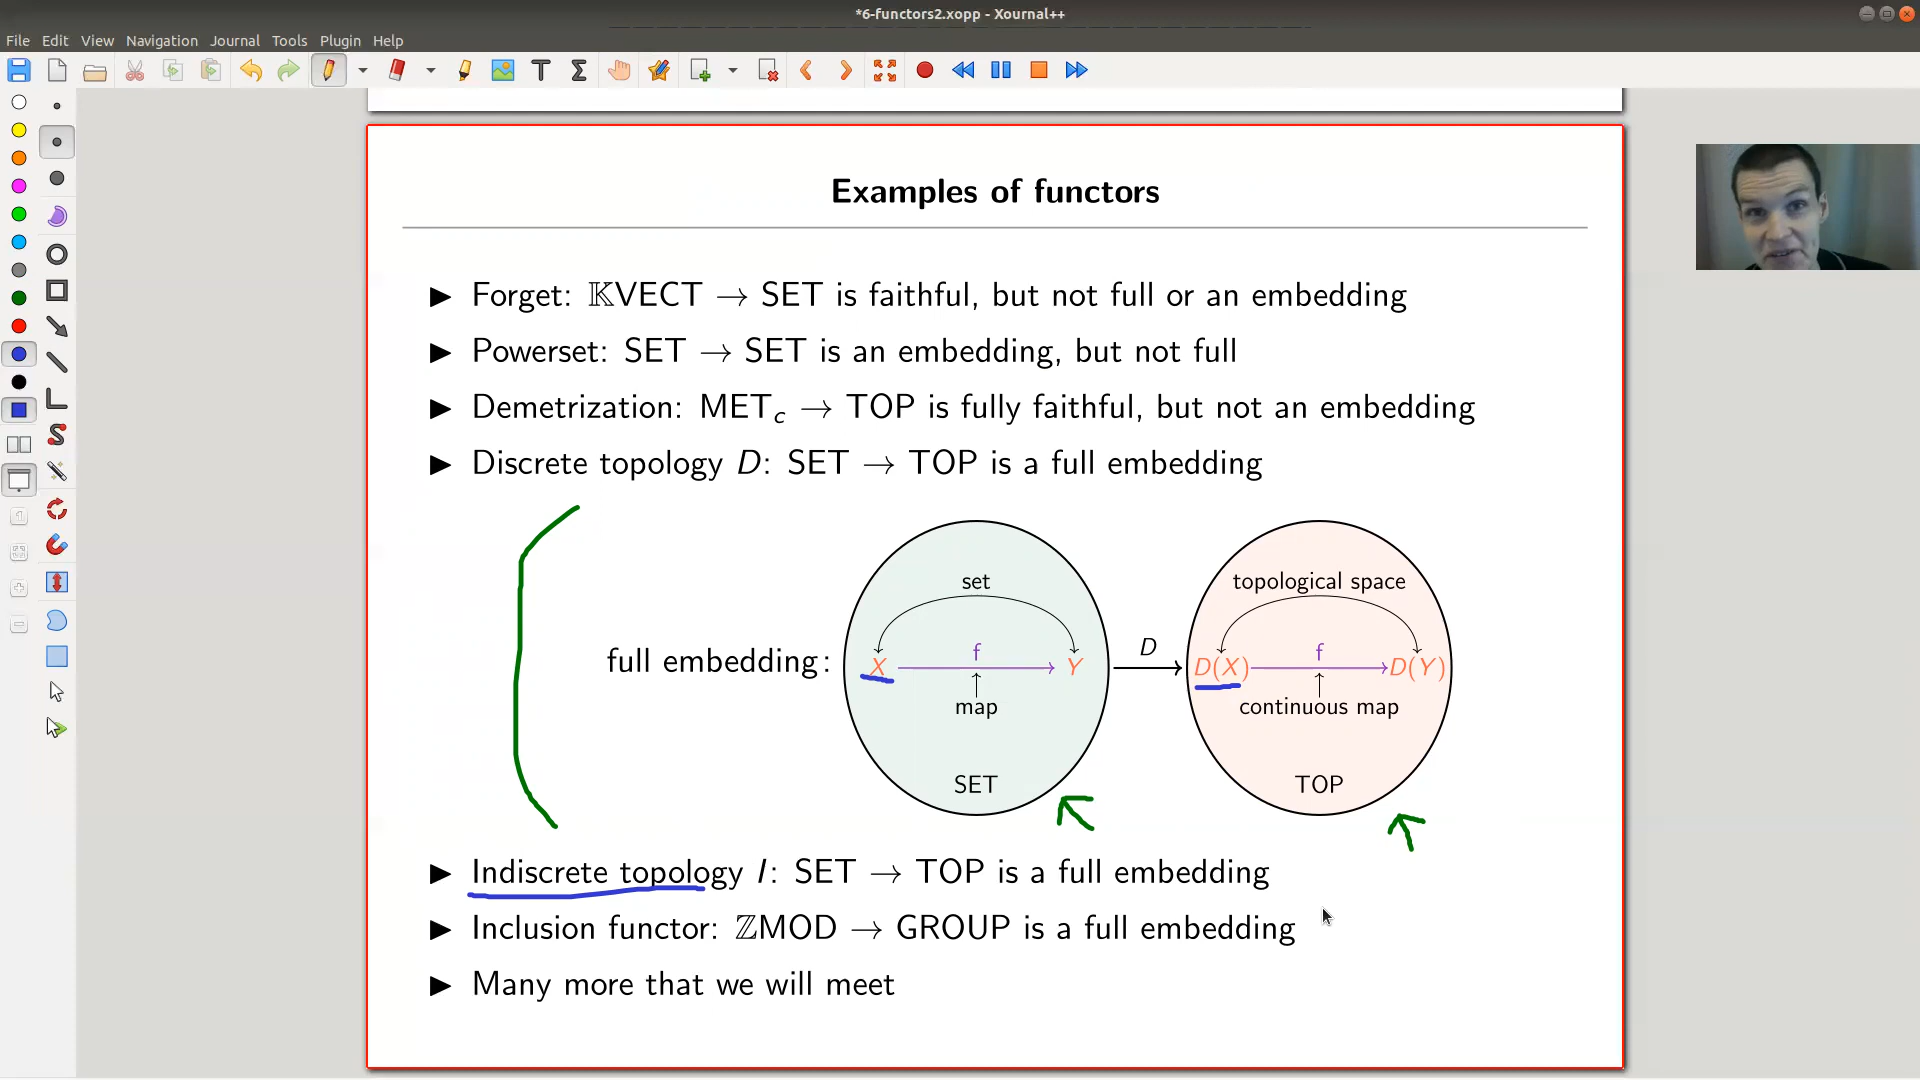 *6-functors2.xopp - Xournal++
File Edit View Navigation Journal Tools Plugin Help
Examples of functors
▶ Forget: 𝕂VECT → SET is faithful, but not full or an embedding
▶ Powerset: SET → SET is an embedding, but not full
▶ Demetrization: MET_c → TOP is fully faithful, but not an embedding
▶ Discrete topology D: SET → TOP is a full embedding
full embedding:
set
X f Y
map
SET
D
topological space
D(X) f D(Y)
continuous map
TOP
▶ Indiscrete topology I: SET → TOP is a full embedding
▶ Inclusion functor: ℤMOD → GROUP is a full embedding
▶ Many more that we will meet